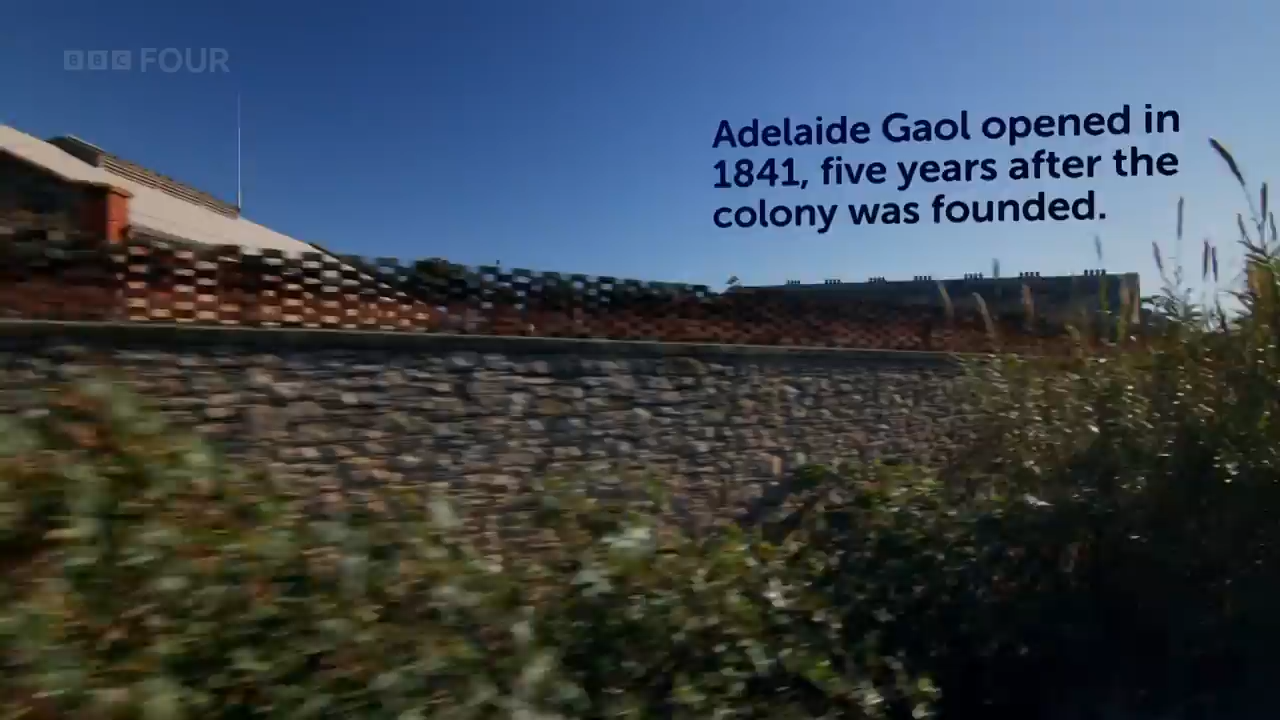 BBC FOUR
Adelaide Gaol opened in
1841, five years after the
colony was founded.